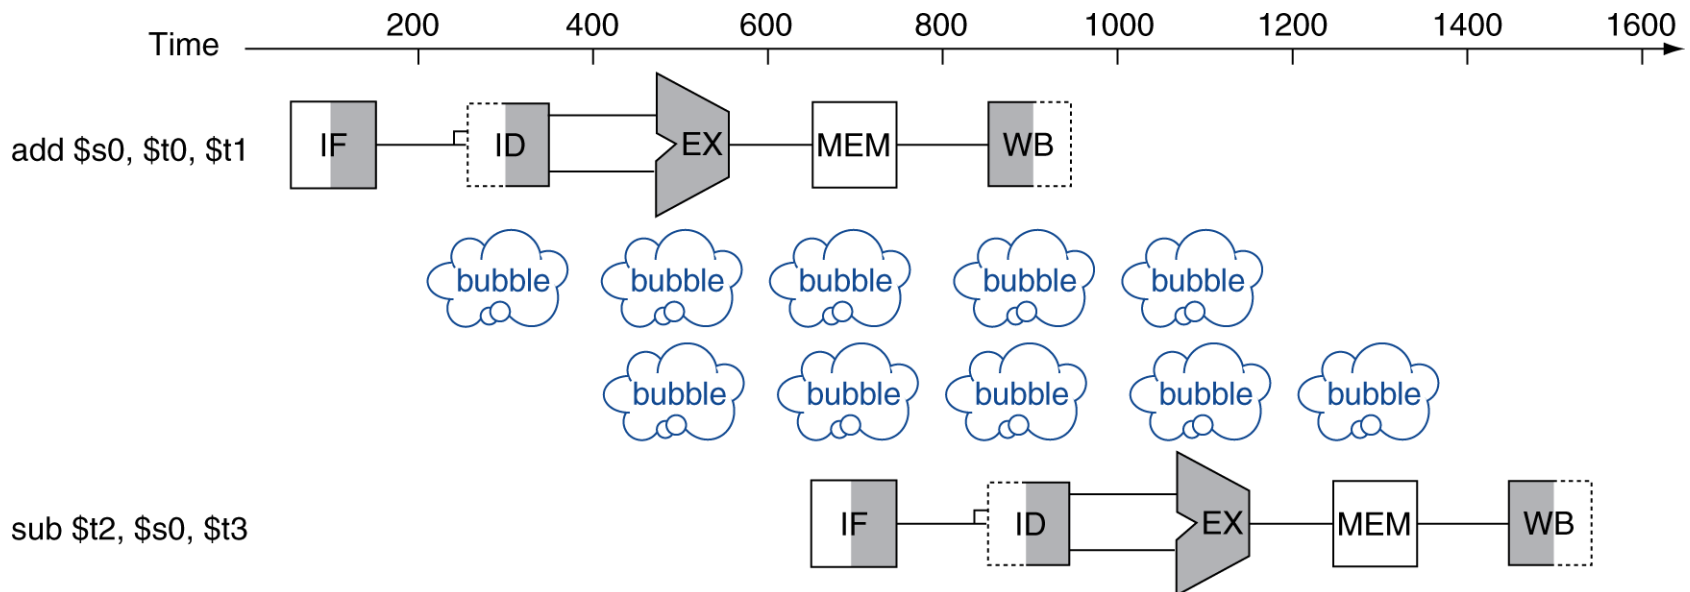 200 400 600 800 1000 1200 1400 1600
Time
add $s0, $t0, $t1 IF ID EX MEM WB
bubble bubble bubble bubble bubble
bubble bubble bubble bubble bubble
sub $t2, $s0, $t3 IF ID EX MEM WB